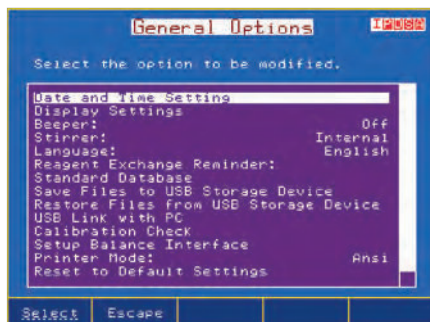 General Options
Select the option to be modified.
Date and Time Setting
Display Settings
Beeper: Off
Stirrer: Internal
Language: English
Reagent Exchange Reminder:
Standard Database
Save Files to USB Storage Device
Restore Files from USB Storage Device
USB Link with PC
Calibration Check
Setup Balance Interface
Printer Mode: Ansi
Reset to Default Settings
Select Escape